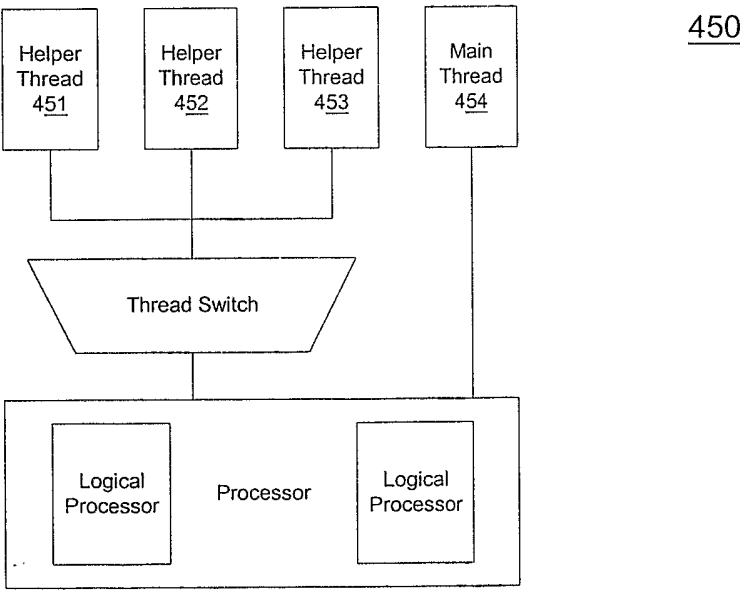 450
Helper
Thread
451
Helper
Thread
452
Helper
Thread
453
Main
Thread
454
Thread Switch
Logical
Processor
Processor
Logical
Processor